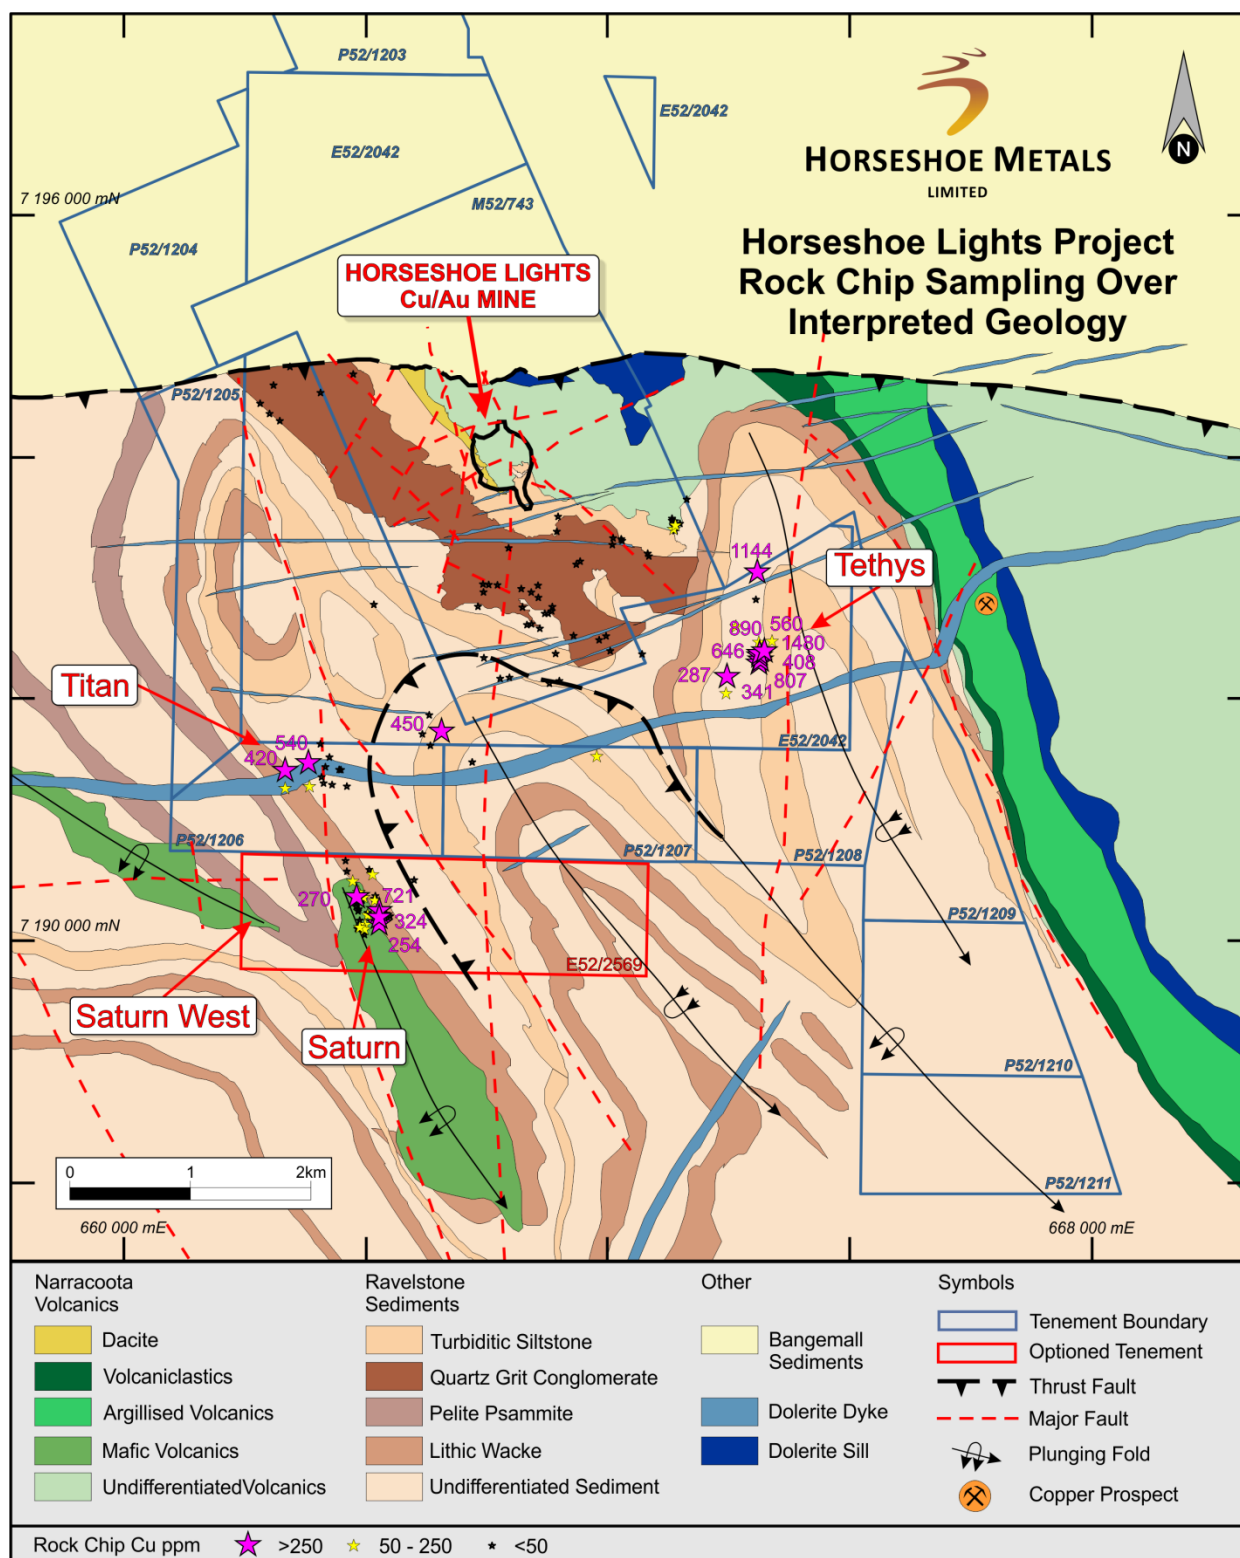 P52/1203
E52/2042
E52/2042
HORSESHOE METALS
LIMITED
N
7 196 000 mN
M52/743
P52/1204
Horseshoe Lights Project
Rock Chip Sampling Over
Interpreted Geology
HORSESHOE LIGHTS
Cu/Au MINE
P52/1205
1144
Tethys
890
560
646
1480
408
287
807
341
Titan
450
540
420
E52/2042
P52/1206
P52/1207
P52/1208
270
721
324
254
P52/1209
7 190 000 mN
E52/2569
Saturn West
Saturn
P52/1210
P52/1211
0 1 2km
660 000 mE
668 000 mE
Narracoota
Volcanics
Dacite
Volcaniclastics
Argillised Volcanics
Mafic Volcanics
UndifferentiatedVolcanics
Ravelstone
Sediments
Turbiditic Siltstone
Quartz Grit Conglomerate
Pelite Psammite
Lithic Wacke
Undifferentiated Sediment
Other
Bangemall
Sediments
Dolerite Dyke
Dolerite Sill
Symbols
Tenement Boundary
Optioned Tenement
Thrust Fault
Major Fault
Plunging Fold
Copper Prospect
Rock Chip Cu ppm >250 50 - 250 <50